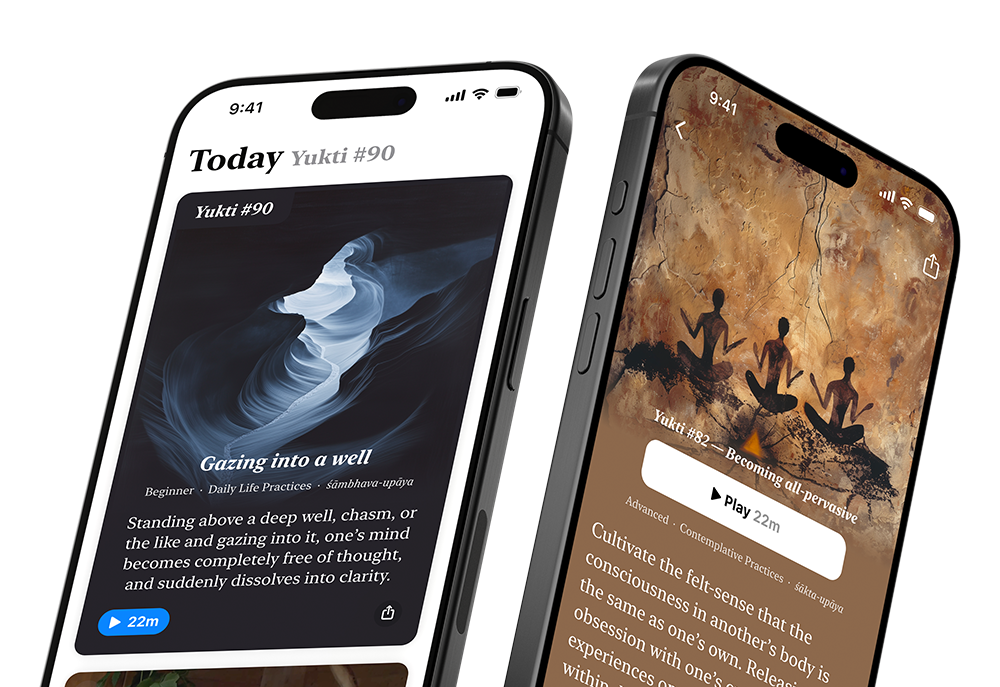 9:41
Today Yukti #90
Yukti #90
Gazing into a well
Beginner · Daily Life Practices · śāmbhava-upāya
Standing above a deep well, chasm, or
the like and gazing into it, one's mind
becomes completely free of thought,
and suddenly dissolves into clarity.
22m
9:41
Yukti #82 — Becoming all-pervasive
Play 22m
Advanced · Contemplative Practices · śākta-upāya
Cultivate the felt-sense that the
consciousness in another's body is
the same as one's own. Releasi
obsession with one's
experiences or
within,